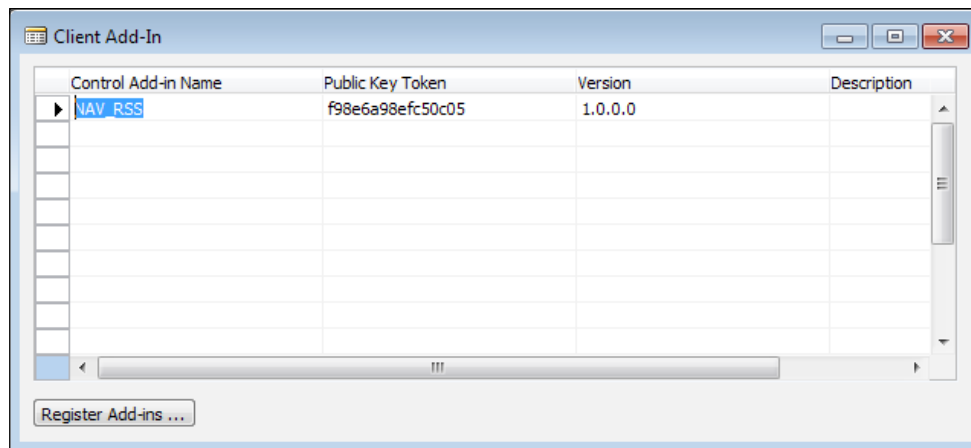 Client Add-In
Control Add-in Name Public Key Token Version Description
NAV_RSS f98e6a98efc50c05 1.0.0.0
Register Add-ins ...